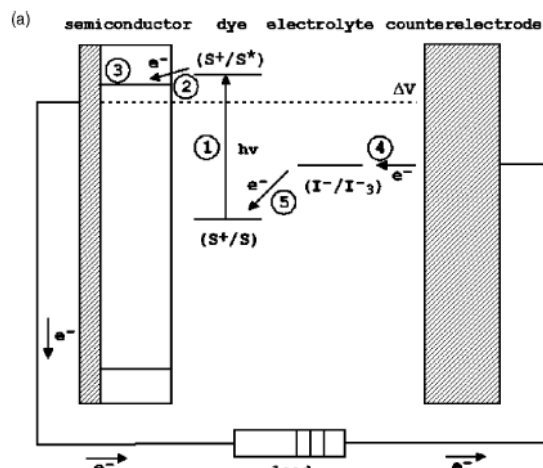 (a)
semiconductor dye electrolyte counterelectrode
3 e⁻ (S+/S*)
2
ΔV
1 hν
4
e⁻ 5 (I⁻/I⁻₃) e⁻
(S+/S)
e⁻
e⁻ load e⁻